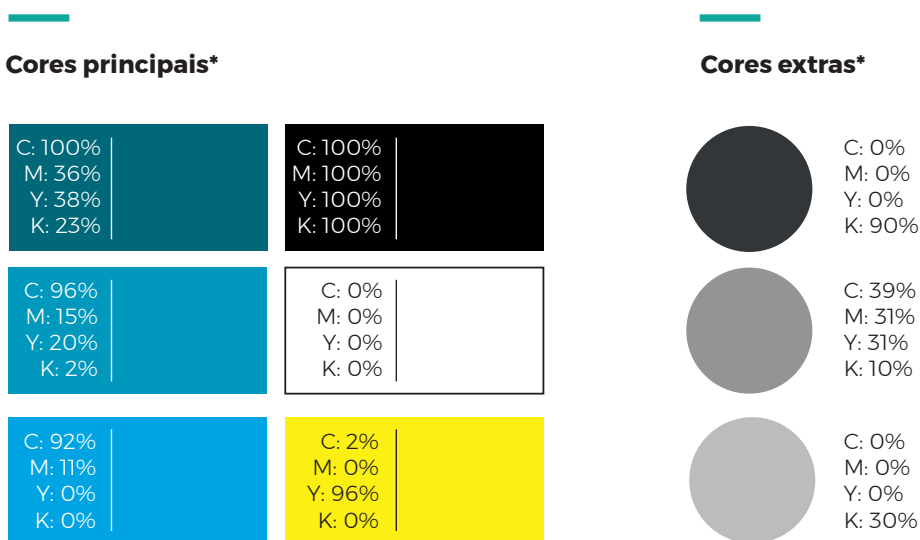 Cores principais*
C: 100%
M: 36%
Y: 38%
K: 23%
C: 100%
M: 100%
Y: 100%
K: 100%
C: 96%
M: 15%
Y: 20%
K: 2%
C: 0%
M: 0%
Y: 0%
K: 0%
C: 92%
M: 11%
Y: 0%
K: 0%
C: 2%
M: 0%
Y: 96%
K: 0%
Cores extras*
C: 0%
M: 0%
Y: 0%
K: 90%
C: 39%
M: 31%
Y: 31%
K: 10%
C: 0%
M: 0%
Y: 0%
K: 30%